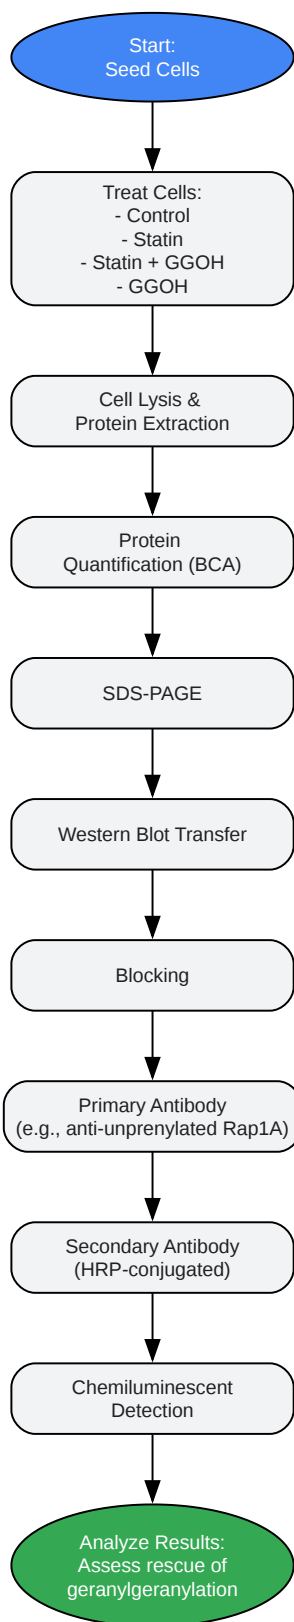 Start:
Seed Cells
Treat Cells:
- Control
- Statin
- Statin + GGOH
- GGOH
Cell Lysis &
Protein Extraction
Protein
Quantification (BCA)
SDS-PAGE
Western Blot Transfer
Blocking
Primary Antibody
(e.g., anti-unprenylated Rap1A)
Secondary Antibody
(HRP-conjugated)
Chemiluminescent
Detection
Analyze Results:
Assess rescue of
geranylgeranylation